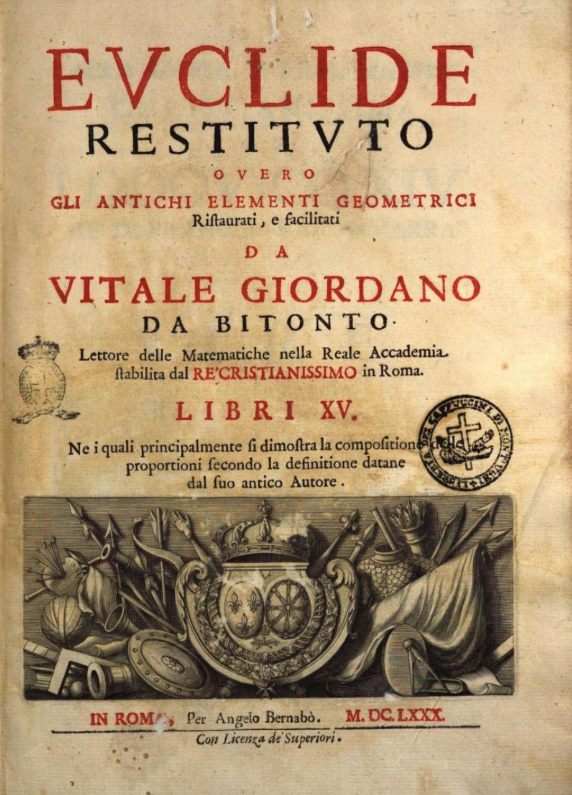 EVCLIDE
RESTITVTO
OVERO
GLI ANTICHI ELEMENTI GEOMETRICI
Riſtaurati, e facilitati
DA
VITALE GIORDANO
DA BITONTO.
Lettore delle Matematiche nella Reale Accademia
ſtabilita dal RE'CRISTIANISSIMO in Roma.
LIBRI XV.
Ne i quali principalmente ſi dimoſtra la compoſitione delle
proportioni ſecondo la definitione datane
dal ſuo antico Autore.
IN ROMA, Per Angelo Bernabò. M. DC. LXXX.
Con Licenza de' Superiori.